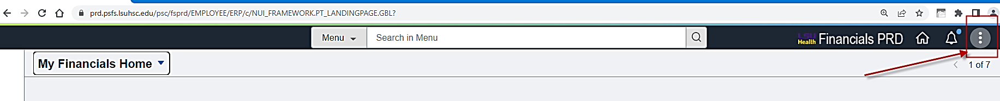 prd.psfs.lsuhsc.edu/psc/fsprd/EMPLOYEE/ERP/c/NUI_FRAMEWORK.PT_LANDINGPAGE.GBL?
Menu Search in Menu LSU Health Financials PRD
My Financials Home 1 of 7